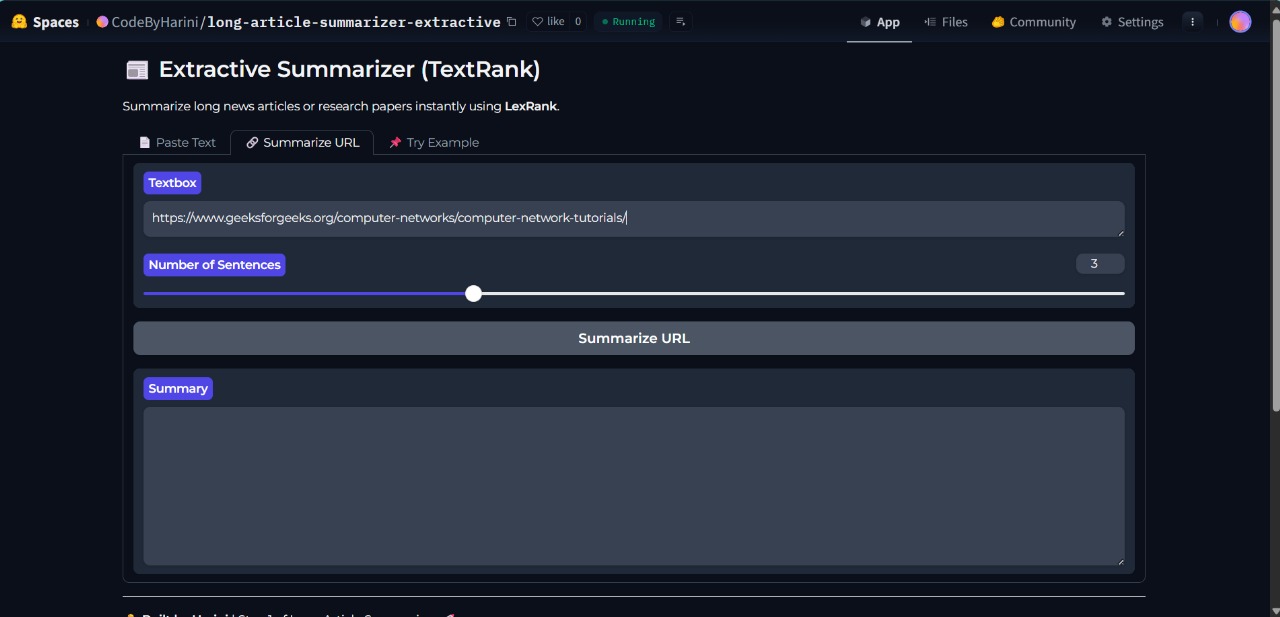 Spaces CodeByHarini/long-article-summarizer-extractive like 0 Running App Files Community Settings
Extractive Summarizer (TextRank)
Summarize long news articles or research papers instantly using LexRank.
Paste Text Summarize URL Try Example
Textbox
https://www.geeksforgeeks.org/computer-networks/computer-network-tutorials/
Number of Sentences 3
Summarize URL
Summary